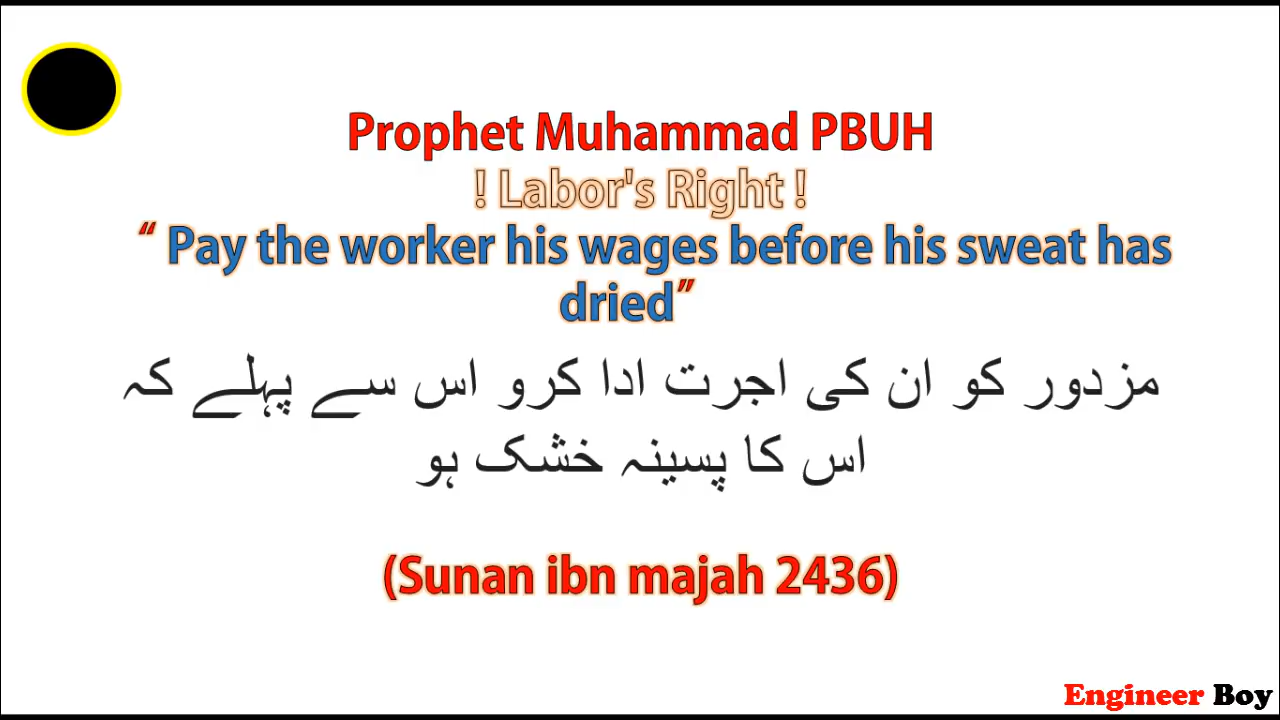 Prophet Muhammad PBUH
! Labor's Right !
“ Pay the worker his wages before his sweat has
dried”
مزدور کو ان کی اجرت ادا کرو اس سے پہلے کہ
اس کا پسینہ خشک ہو
(Sunan ibn majah 2436)
Engineer Boy